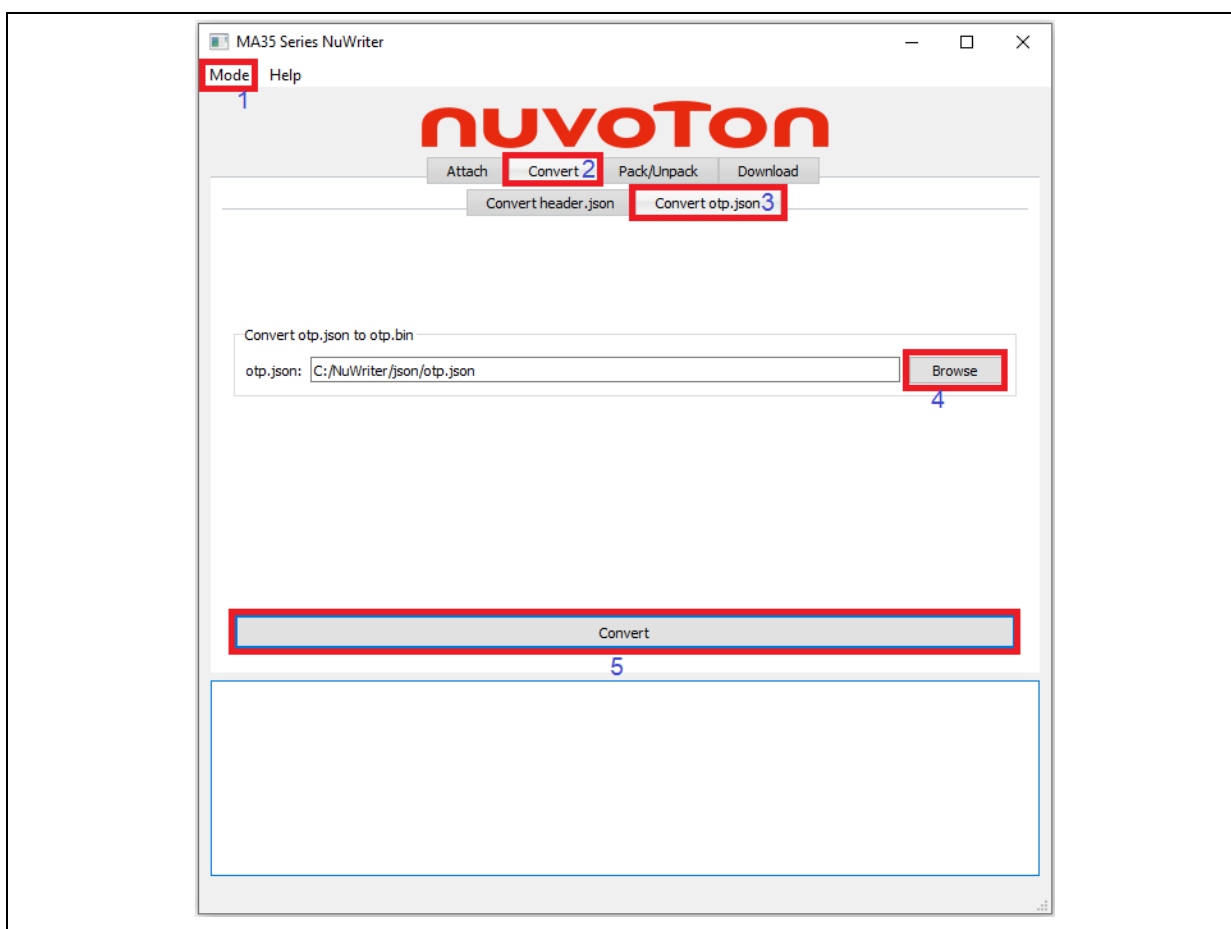 MA35 Series NuWriter
Mode Help
1
nuvoTon
Attach Convert 2 Pack/Unpack Download
Convert header.json Convert otp.json 3
Convert otp.json to otp.bin
otp.json: C:/NuWriter/json/otp.json Browse
4
Convert
5